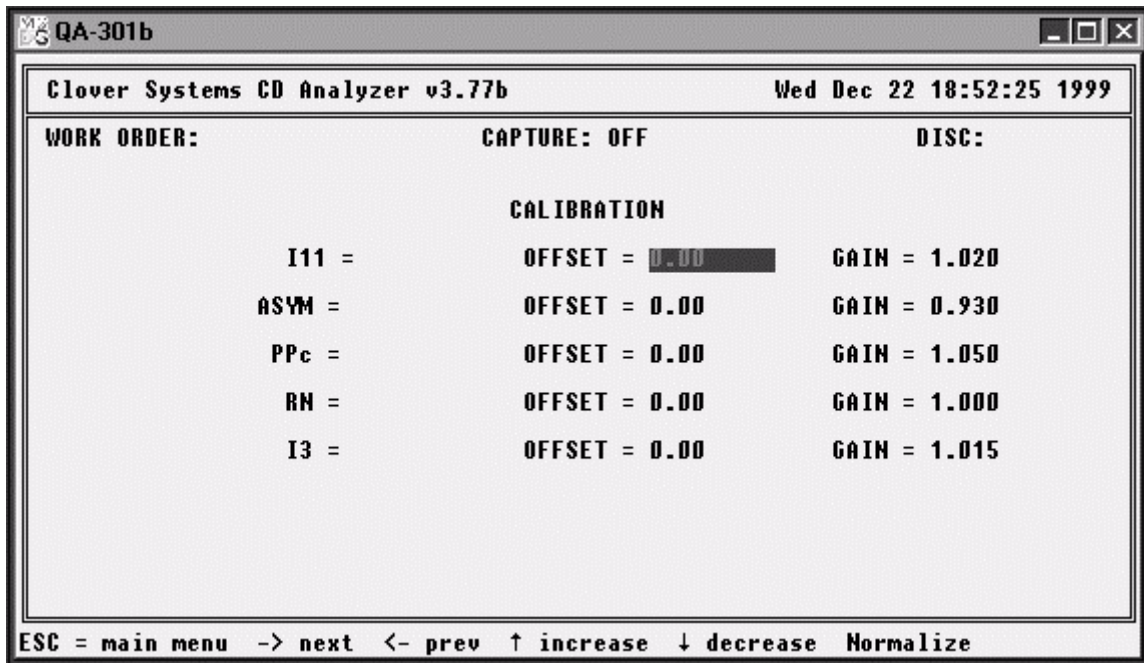 QA-301b
Clover Systems CD Analyzer v3.77b Wed Dec 22 18:52:25 1999
WORK ORDER: CAPTURE: OFF DISC:
CALIBRATION
I11 = OFFSET = 0.00 GAIN = 1.020
ASYM = OFFSET = 0.00 GAIN = 0.930
PPc = OFFSET = 0.00 GAIN = 1.050
RN = OFFSET = 0.00 GAIN = 1.000
I3 = OFFSET = 0.00 GAIN = 1.015
ESC = main menu -> next <- prev ↑ increase ↓ decrease Normalize